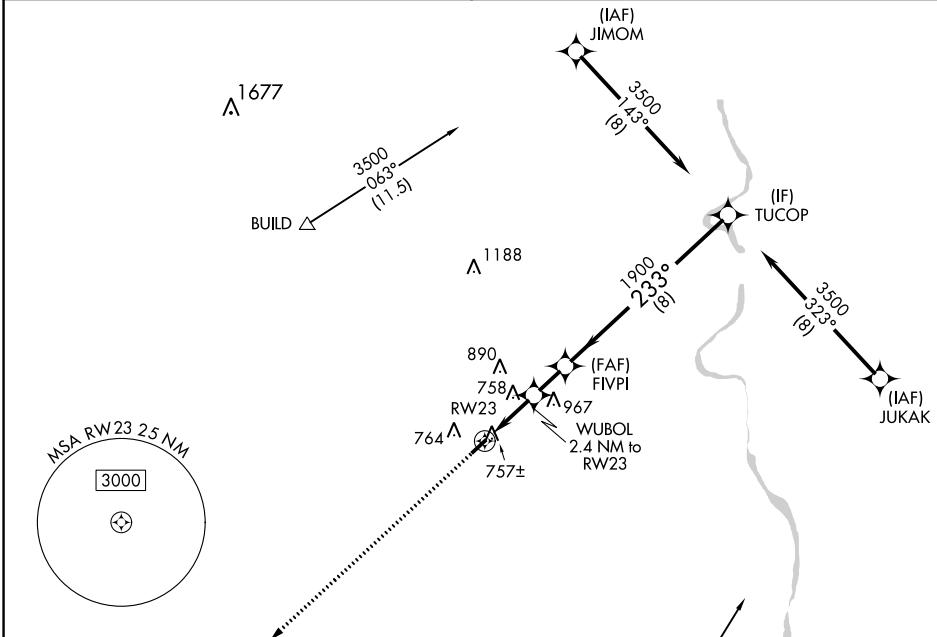 (IAF)
JIMOM
3500
143°
(8)
1677
3500
063°
(11.5)
BUILD
(IF)
TUCOP
1188
1900
233°
(8)
3500
323°
(8)
890
(FAF)
FIVPI
758
967
(IAF)
JUKAK
RW23
764
WUBOL
2.4 NM to
RW23
757±
MSA RW23 25 NM
3000